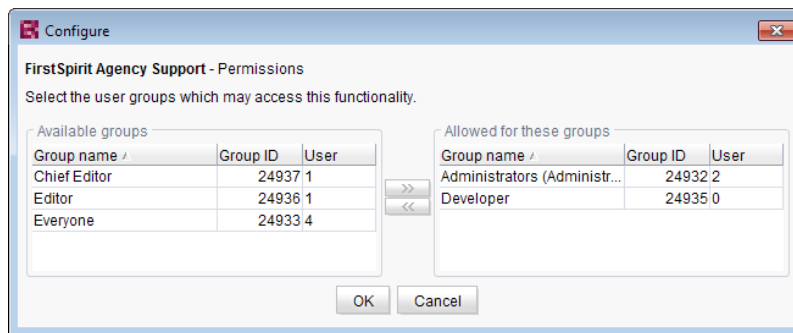 Configure
FirstSpirit Agency Support - Permissions
Select the user groups which may access this functionality.
Available groups
Group name Group ID User
Chief Editor 24937 1
Editor 24936 1
Everyone 24933 4
>>
<<
Allowed for these groups
Group name Group ID User
Administrators (Administr... 24932 2
Developer 24935 0
OK Cancel